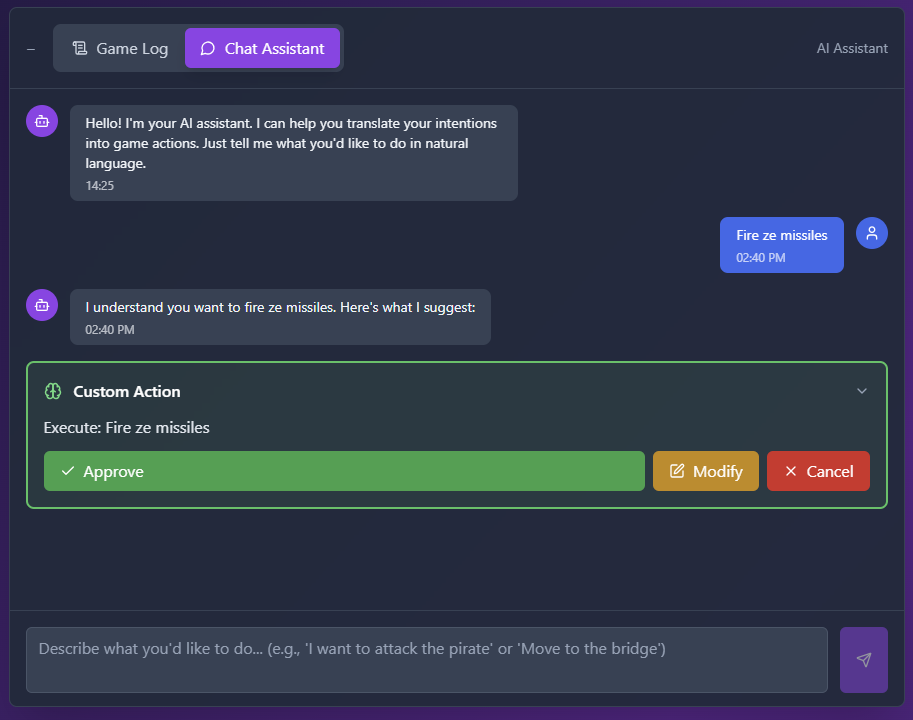 – Game Log Chat Assistant AI Assistant
Hello! I'm your AI assistant. I can help you translate your intentions
into game actions. Just tell me what you'd like to do in natural
language.
14:25
Fire ze missiles
02:40 PM
I understand you want to fire ze missiles. Here's what I suggest:
02:40 PM
Custom Action
Execute: Fire ze missiles
Approve Modify Cancel
Describe what you'd like to do... (e.g., 'I want to attack the pirate' or 'Move to the bridge')